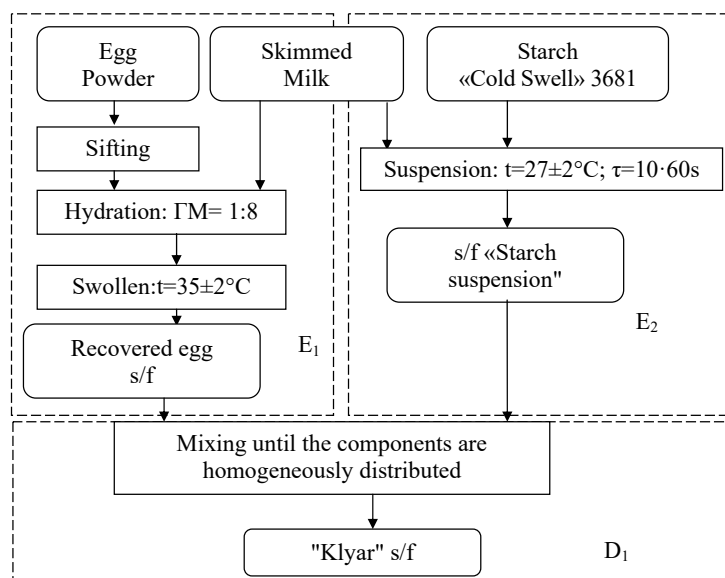 Egg
Powder
Skimmed
Milk
Starch
«Cold Swell» 3681
Sifting
Suspension: t=27±2°C; τ=10·60s
Hydration: ГМ= 1:8
s/f «Starch
suspension"
Swollen:t=35±2°C
Recovered egg
s/f
E₁
E₂
Mixing until the components are
homogeneously distributed
"Klyar" s/f
D₁